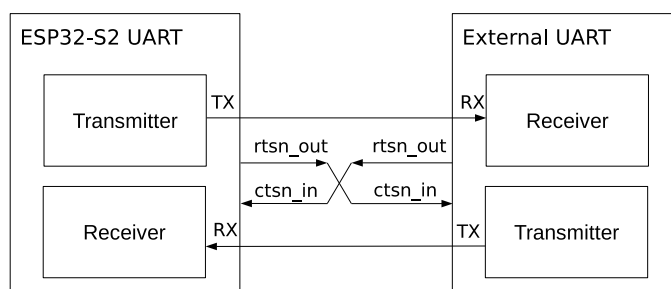 ESP32-S2 UART
External UART
TX
RX
Transmitter
Receiver
rtsn_out
rtsn_out
ctsn_in
ctsn_in
RX
TX
Receiver
Transmitter